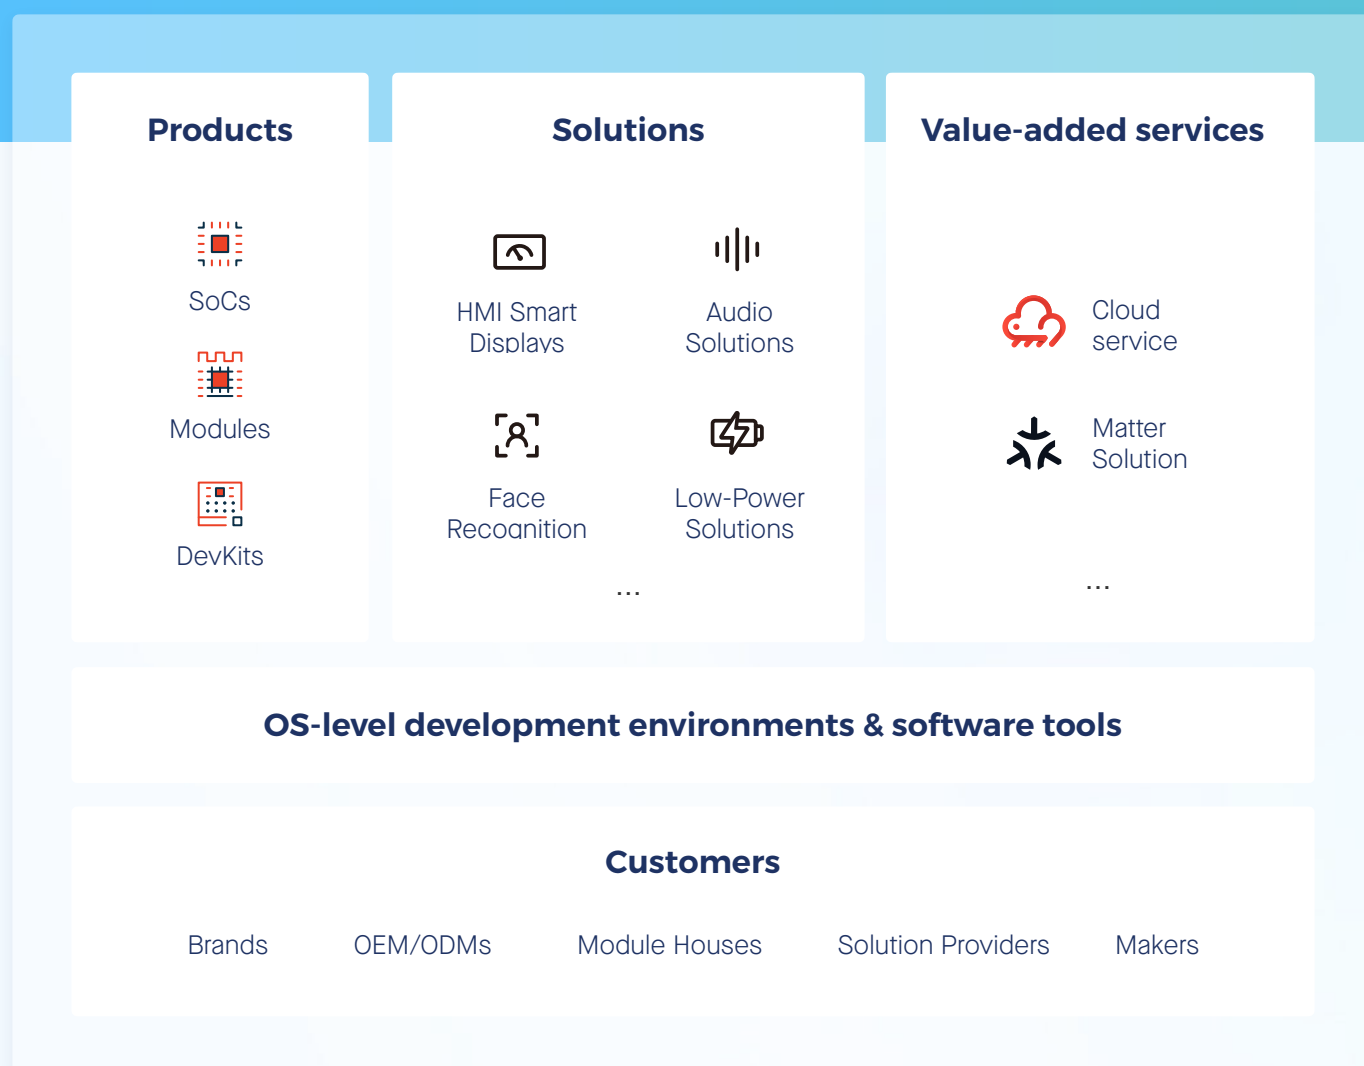 Products
SoCs
Modules
DevKits
Solutions
HMI Smart
Displays
Audio
Solutions
Face
Recognition
Low-Power
Solutions
...
Value-added services
Cloud
service
Matter
Solution
...
OS-level development environments & software tools
Customers
Brands
OEM/ODMs
Module Houses
Solution Providers
Makers